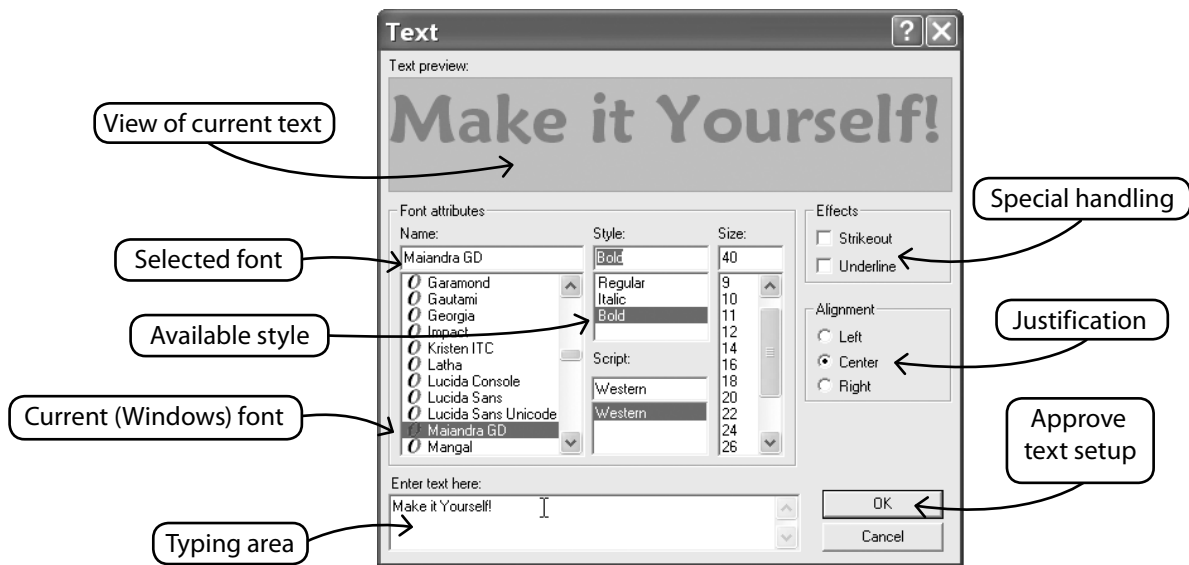 Text
Text preview:
Make it Yourself!
View of current text
Font attributes
Name:
Style:
Size:
Maiandra GD
Bold
40
Garamond
Gautami
Georgia
Impact
Kristen ITC
Latha
Lucida Console
Lucida Sans
Lucida Sans Unicode
Maiandra GD
Mangal
Regular
Italic
Bold
Script:
Western
Western
9
10
11
12
14
16
18
20
22
24
26
Effects
Strikeout
Underline
Alignment
Left
Center
Right
Special handling
Selected font
Available style
Justification
Current (Windows) font
Approve
text setup
Enter text here:
Make it Yourself!
Typing area
OK
Cancel